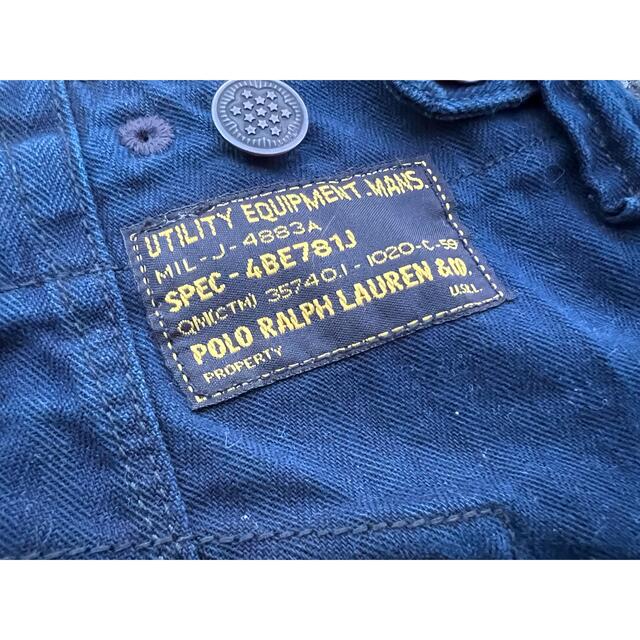 UTILITY EQUIPMENT.MANS.
MIL-J-4883A
SPEC-4BE781J
QM(CTM) 35740.1-1020-C-59
POLO RALPH LAUREN &CO.
PROPERTY U.S.L.